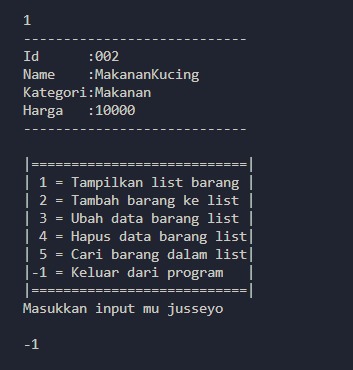 1
----------------------------
Id      :002
Name    :MakananKucing
Kategori:Makanan
Harga   :10000
----------------------------
|===========================|
| 1 = Tampilkan list barang |
| 2 = Tambah barang ke list |
| 3 = Ubah data barang list |
| 4 = Hapus data barang list|
| 5 = Cari barang dalam list|
|-1 = Keluar dari program   |
|===========================|
Masukkan input mu jusseyo
-1